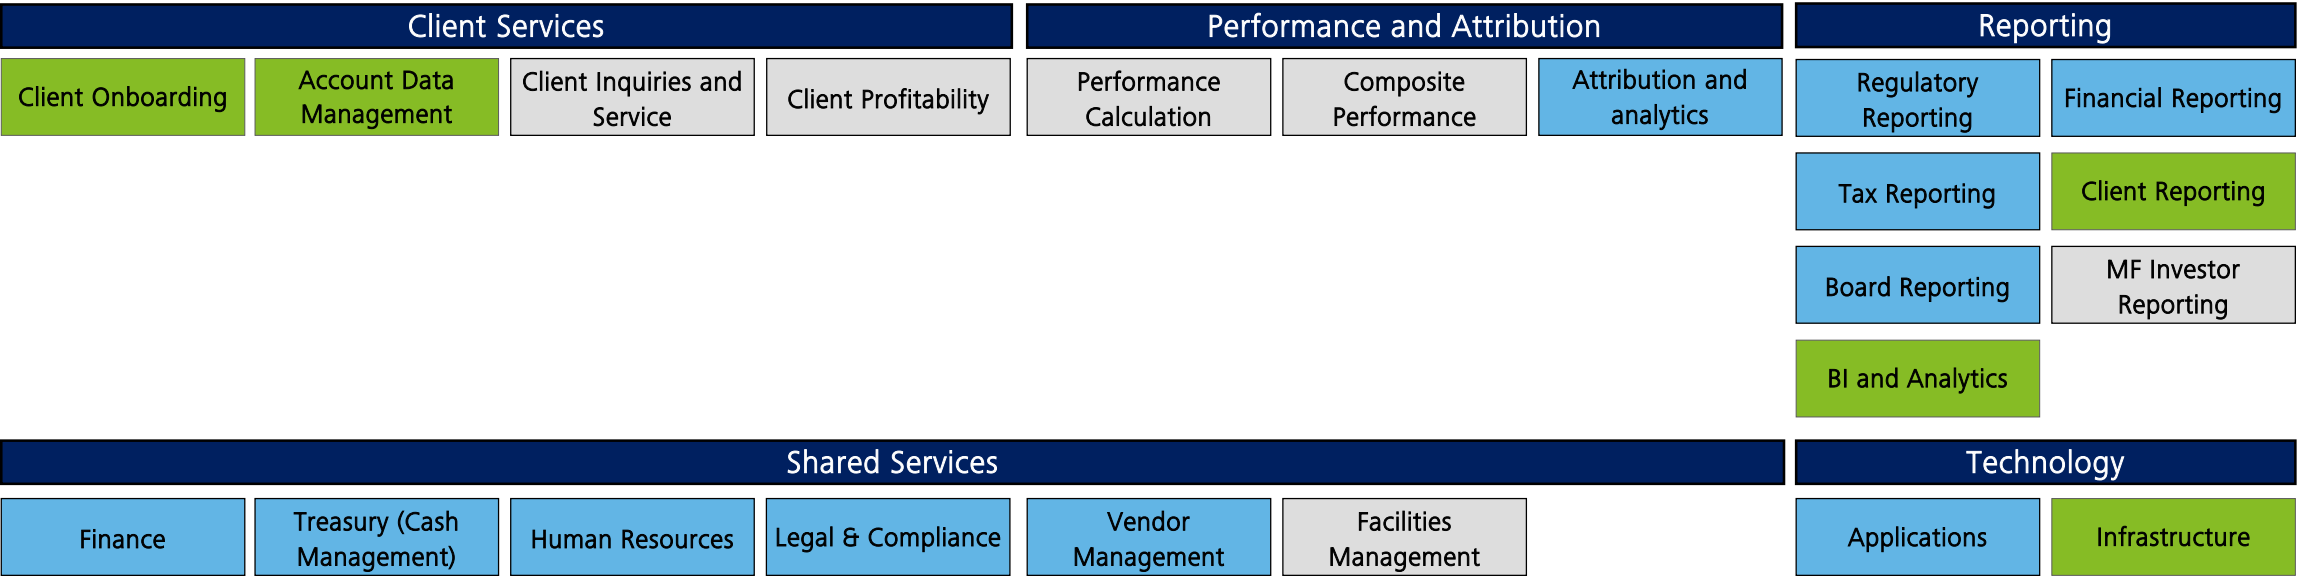 Client Services
Performance and Attribution
Reporting
Client Onboarding
Account Data
Management
Client Inquiries and
Service
Client Profitability
Performance
Calculation
Composite
Performance
Attribution and
analytics
Regulatory
Reporting
Financial Reporting
Tax Reporting
Client Reporting
Board Reporting
MF Investor
Reporting
BI and Analytics
Shared Services
Technology
Finance
Treasury (Cash
Management)
Human Resources
Legal & Compliance
Vendor
Management
Facilities
Management
Applications
Infrastructure